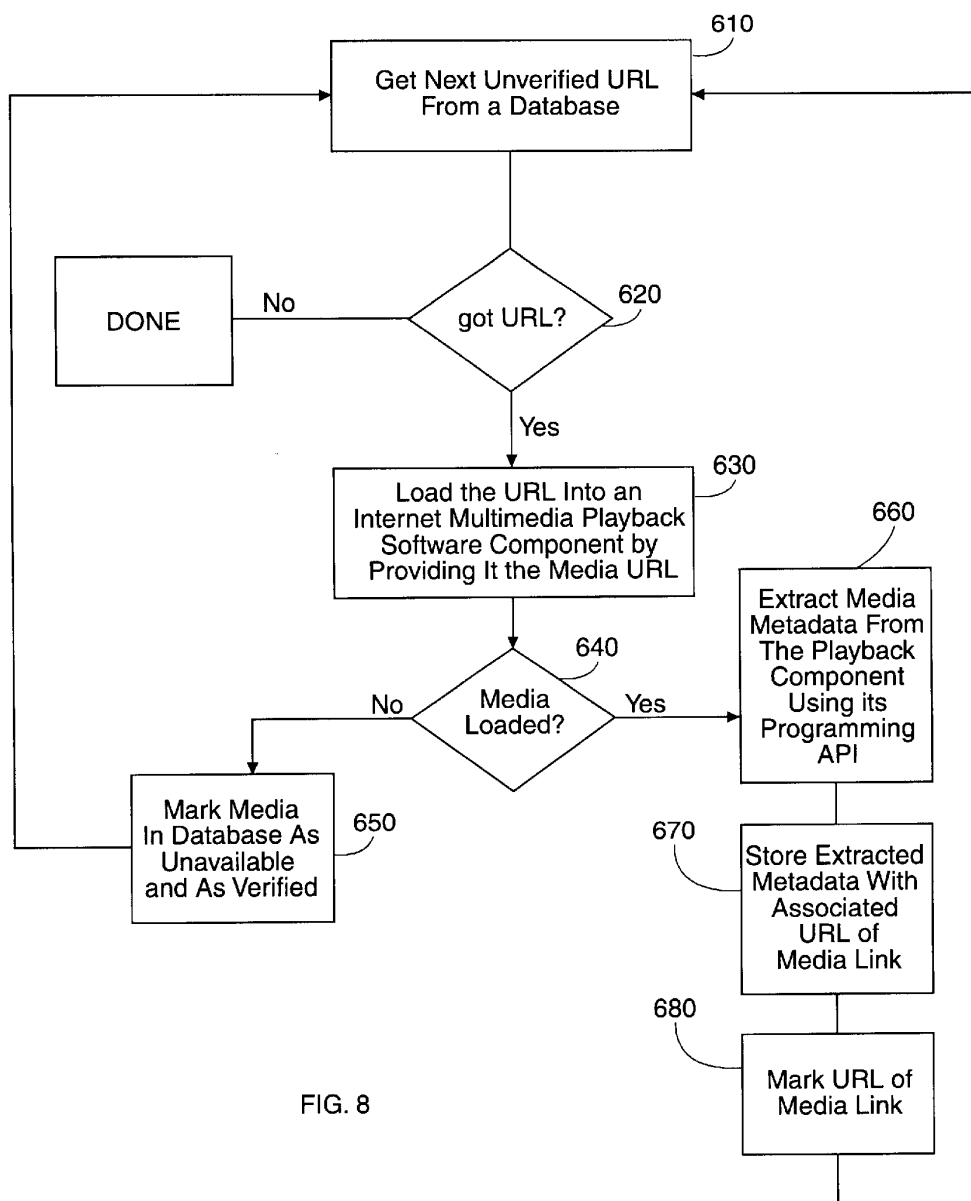 610
Get Next Unverified URL
From a Database
DONE
No
got URL?
620
Yes
630
Load the URL Into an
Internet Multimedia Playback
Software Component by
Providing It the Media URL
640
No
Media
Loaded?
Yes
660
Extract Media
Metadata From
The Playback
Component
Using its
Programming
API
Mark Media
In Database As
Unavailable
and As Verified
650
670
Store Extracted
Metadata With
Associated
URL of
Media Link
680
Mark URL of
Media Link
FIG. 8